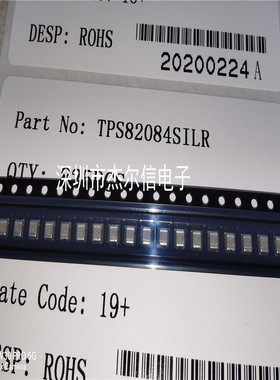 DESP: ROHS
20200224 A
Part No: TPS82084SILR
QTY:
深圳市杰尔信电子
ate Code: 19+
SP: ROHS